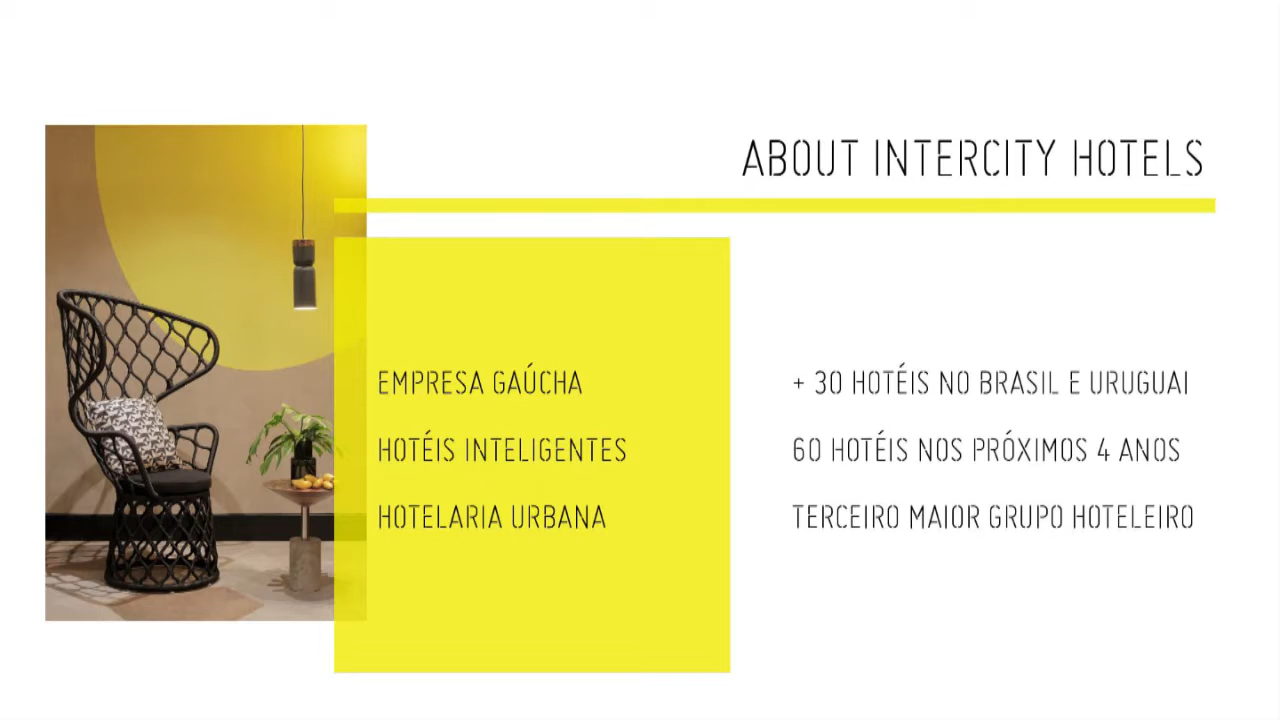 ABOUT INTERCITY HOTELS
EMPRESA GAÚCHA
HOTÉIS INTELIGENTES
HOTELARIA URBANA
+ 30 HOTÉIS NO BRASIL E URUGUAI
60 HOTÉIS NOS PRÓXIMOS 4 ANOS
TERCEIRO MAIOR GRUPO HOTELEIRO